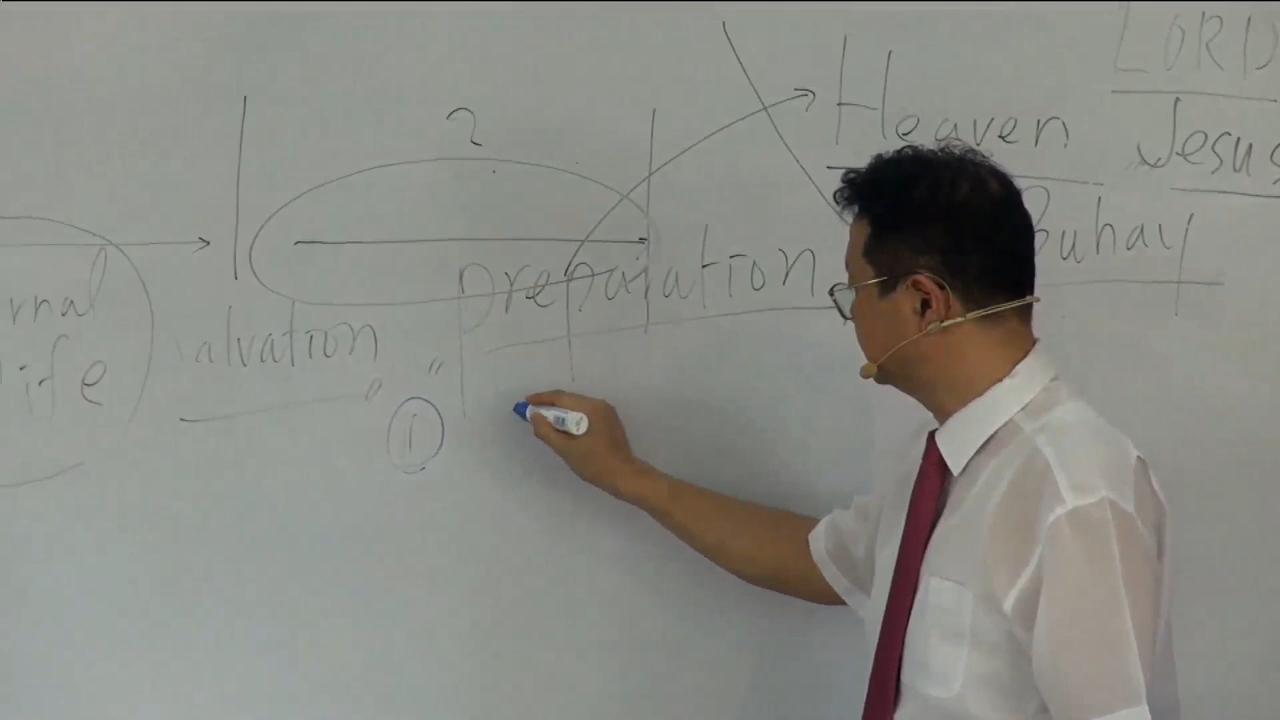 LORD
?
Heaven
Jesus
Buhay
preparation
rnal
ife
alvation
" "
①